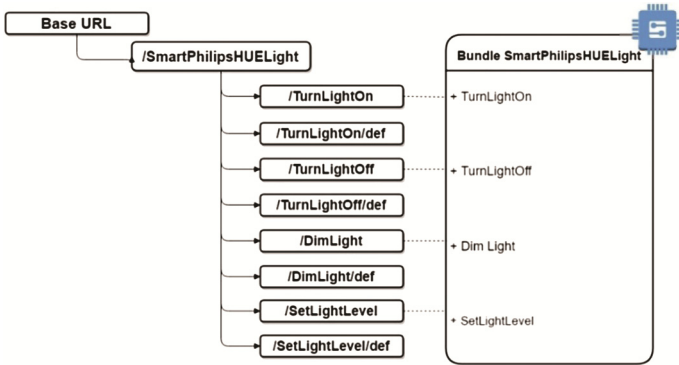 Base URL
/SmartPhilipsHUELight
Bundle SmartPhilipsHUELight
/TurnLightOn
+ TurnLightOn
/TurnLightOn/def
/TurnLightOff
+ TurnLightOff
/TurnLightOff/def
/DimLight
+ Dim Light
/DimLight/def
/SetLightLevel
+ SetLightLevel
/SetLightLevel/def